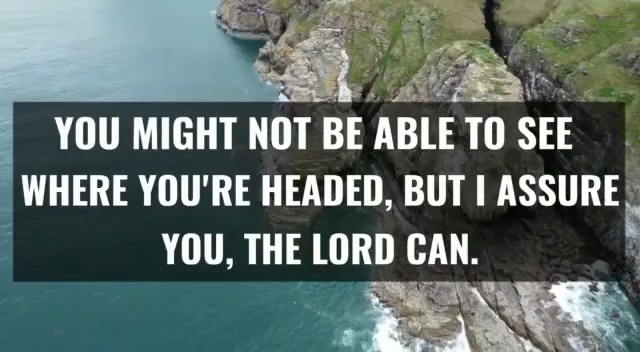 YOU MIGHT NOT BE ABLE TO SEE
WHERE YOU'RE HEADED, BUT I ASSURE
YOU, THE LORD CAN.